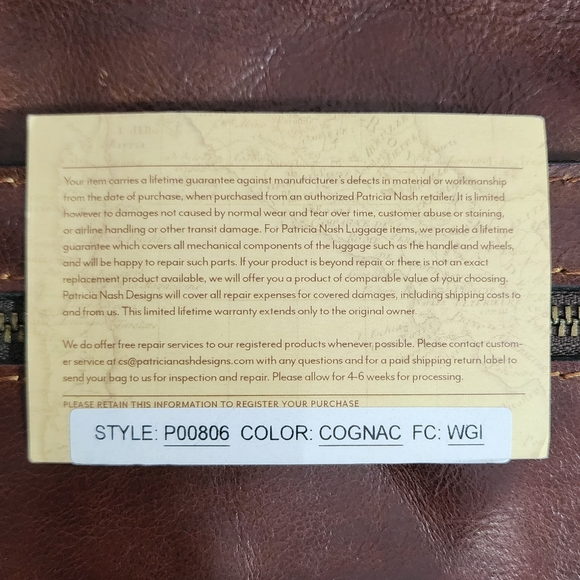 Your item carries a lifetime guarantee against manufacturer's defects in material or workmanship
from the date of purchase, when purchased from an authorized Patricia Nash retailer. It is limited
however to damages not caused by normal wear and tear over time, customer abuse or staining,
or airline handling or other transit damage. For Patricia Nash Luggage items, we provide a lifetime
guarantee which covers all mechanical components of the luggage such as the handle and wheels,
and will be happy to repair such parts. If your product is beyond repair or there is not an exact
replacement product available, we will offer you a product of comparable value of your choosing.
Patricia Nash Designs will cover all repair expenses for covered damages, including shipping costs to
and from us. This limited lifetime warranty extends only to the original owner.
We do offer free repair services to our registered products whenever possible. Please contact custom-
er service at cs@patricianashdesigns.com with any questions and for a paid shipping return label to
send your bag to us for inspection and repair. Please allow for 4-6 weeks for processing.
PLEASE RETAIN THIS INFORMATION TO REGISTER YOUR PURCHASE
STYLE: P00806 COLOR: COGNAC FC: WGI